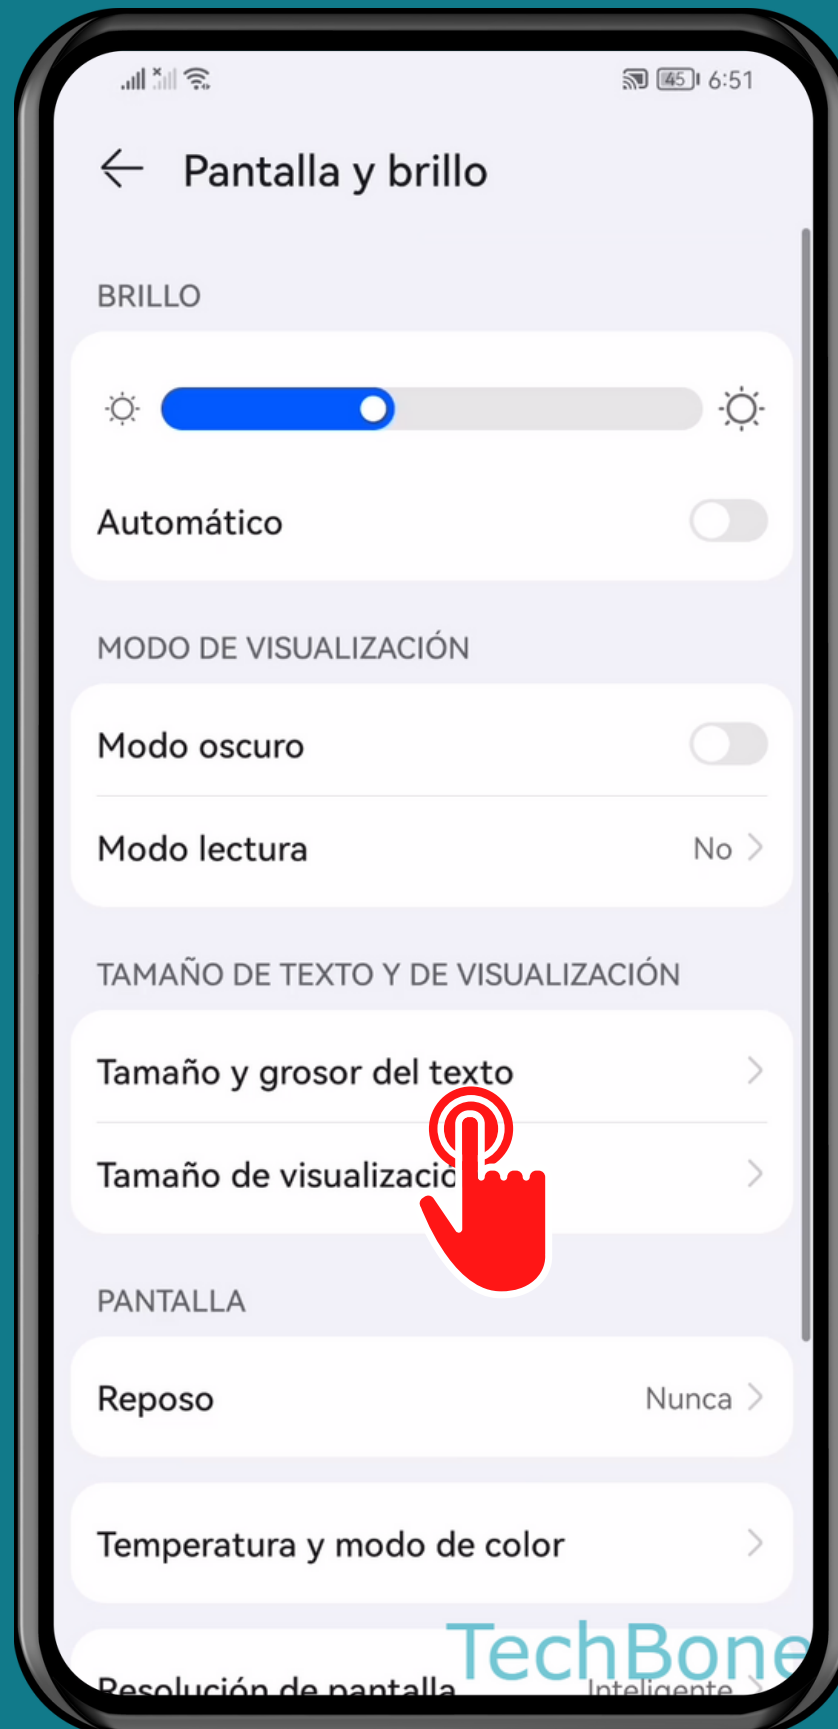 45 6:51
Pantalla y brillo
BRILLO
Automático
MODO DE VISUALIZACIÓN
Modo oscuro
Modo lectura No
TAMAÑO DE TEXTO Y DE VISUALIZACIÓN
Tamaño y grosor del texto
Tamaño de visualizació
PANTALLA
Reposo Nunca
Temperatura y modo de color
TechBone
Resolución de pantalla Inteligente